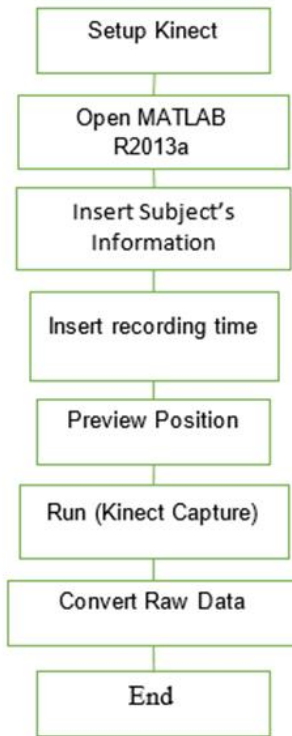 Setup Kinect
Open MATLAB
R2013a
Insert Subject's
Information
Insert recording time
Preview Position
Run (Kinect Capture)
Convert Raw Data
End